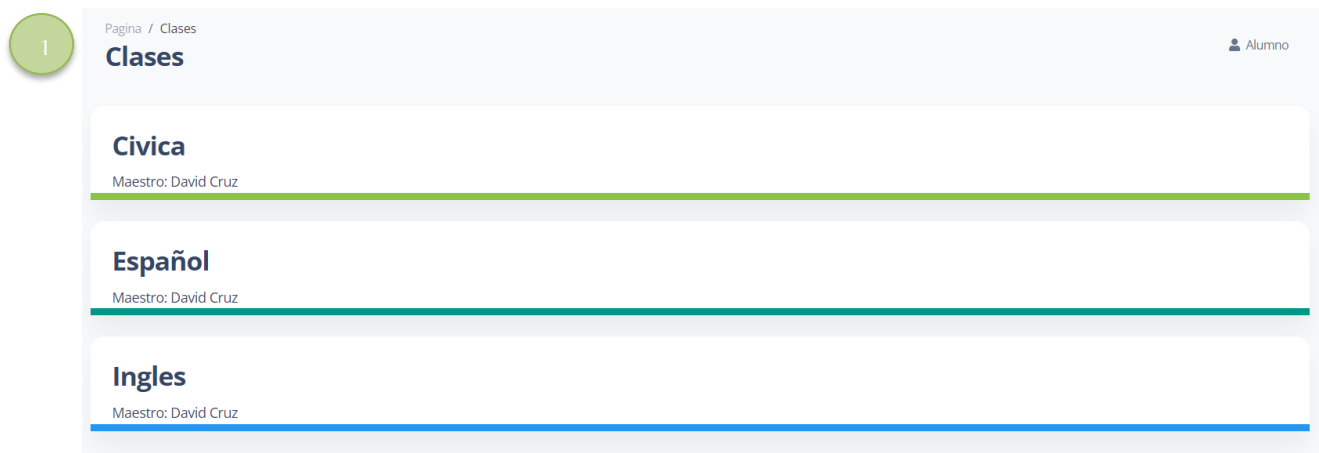 1
Pagina / Clases
Clases
Alumno
Civica
Maestro: David Cruz
Español
Maestro: David Cruz
Ingles
Maestro: David Cruz